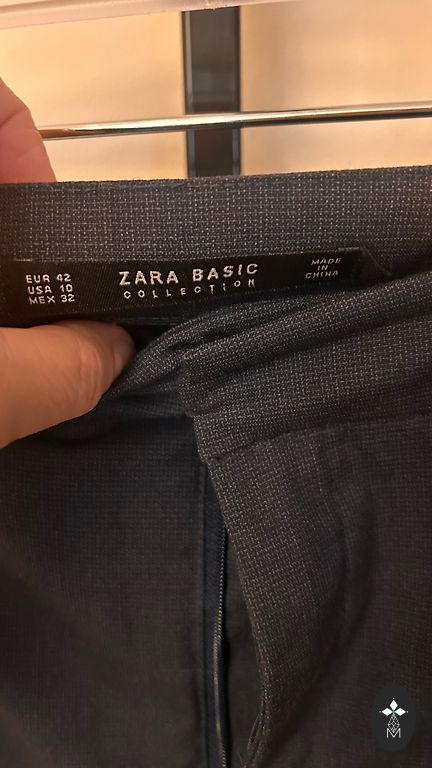 EUR 42
USA 10
MEX 32
ZARA BASIC
COLLECTION
MADE
IN
CHINA
M